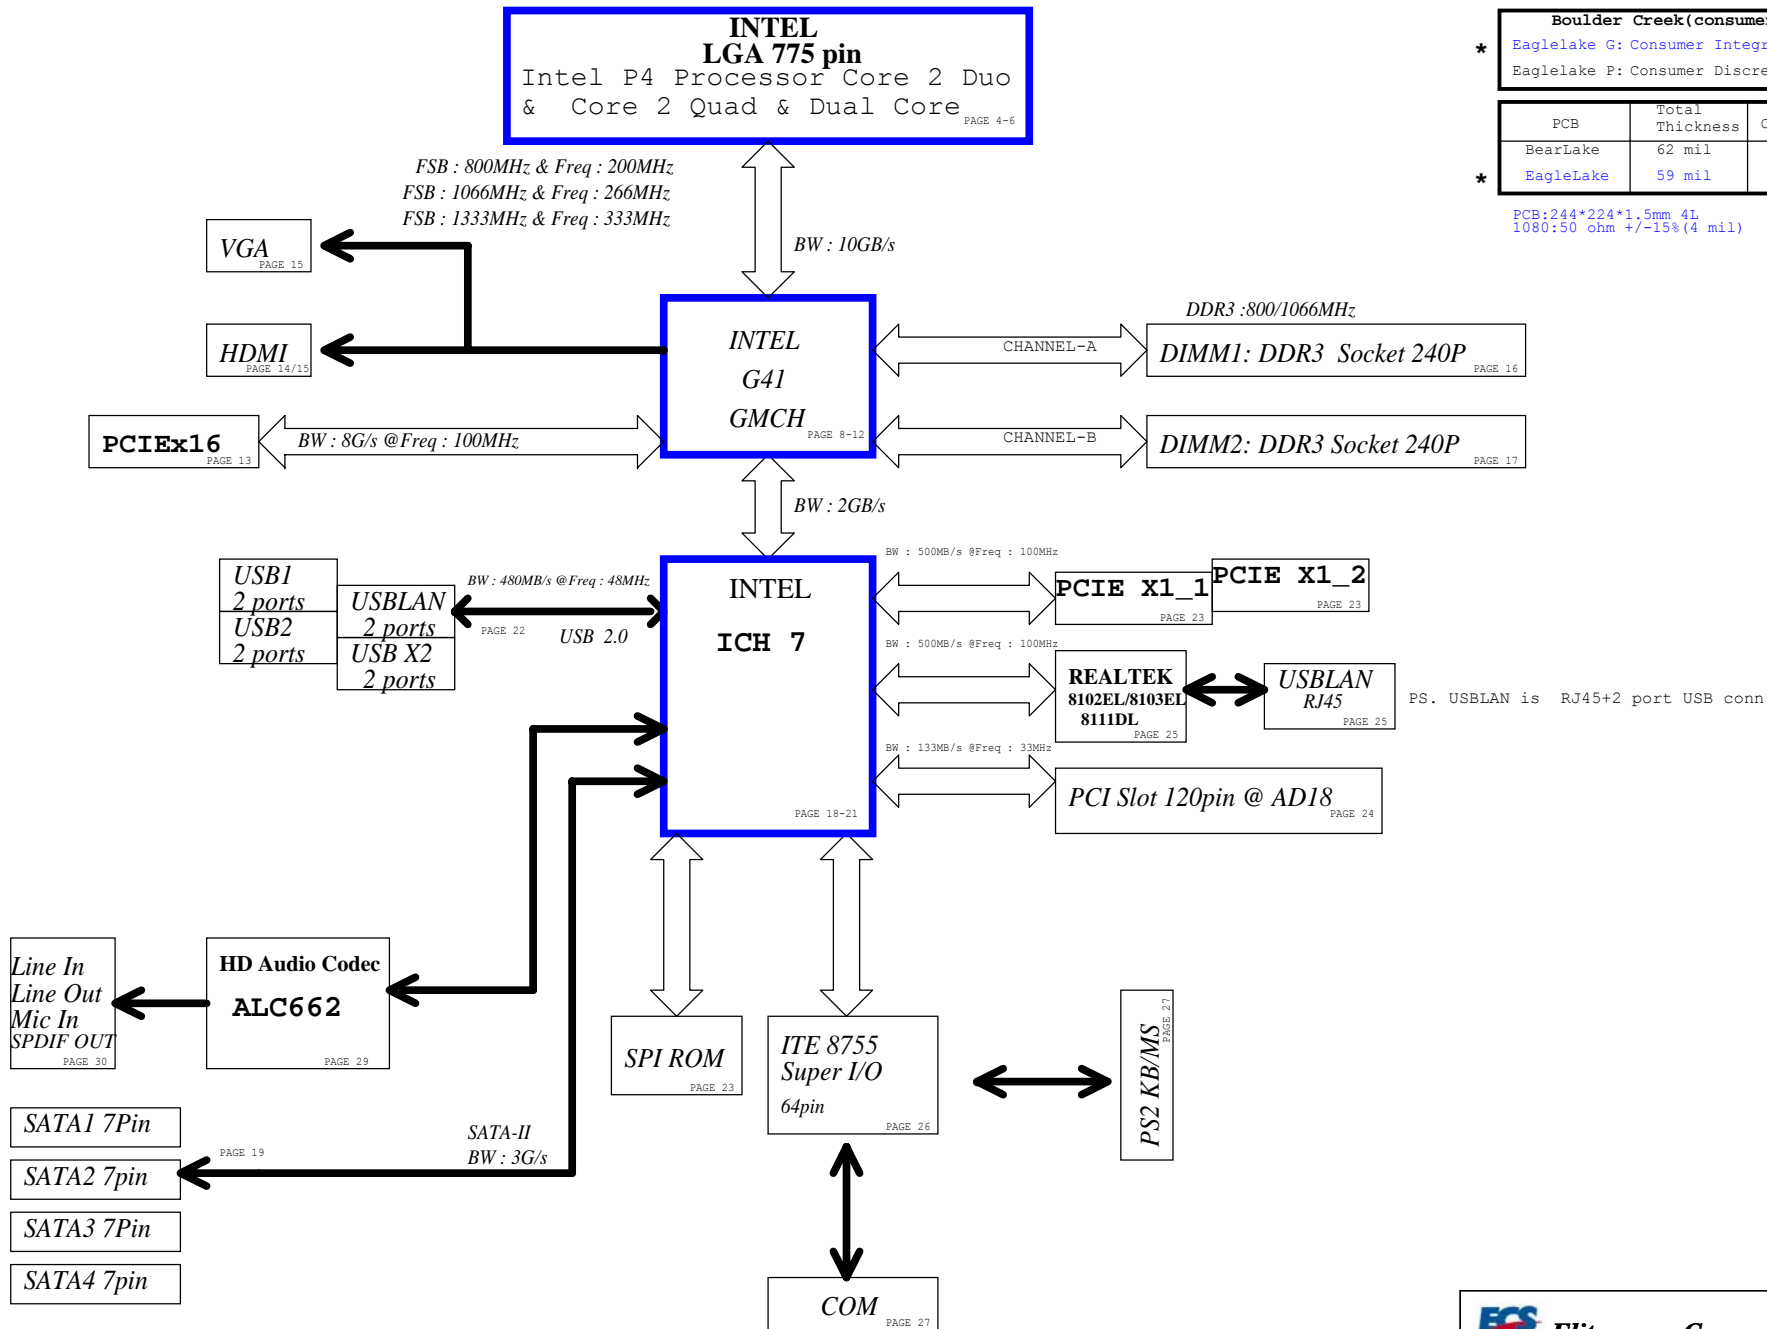 INTEL
LGA 775 pin
Intel P4 Processor Core 2 Duo
& Core 2 Quad & Dual Core
PAGE 4-6
Boulder Creek(consume
* Eaglelake G: Consumer Integr
Eaglelake P: Consumer Discre
PCB Total Thickness
BearLake 62 mil
* EagleLake 59 mil
PCB:244*224*1.5mm 4L
1080:50 ohm +/-15%(4 mil)
FSB : 800MHz & Freq : 200MHz
FSB : 1066MHz & Freq : 266MHz
FSB : 1333MHz & Freq : 333MHz
BW : 10GB/s
VGA
PAGE 15
HDMI
PAGE 14/15
INTEL
G41
GMCH
PAGE 8-12
DDR3 :800/1066MHz
CHANNEL-A
DIMM1: DDR3 Socket 240P
PAGE 16
PCIEx16
PAGE 13
BW : 8G/s @Freq : 100MHz
CHANNEL-B
DIMM2: DDR3 Socket 240P
PAGE 17
BW : 2GB/s
USB1
2 ports
USB2
2 ports
USBLAN
2 ports
USB X2
2 ports
BW : 480MB/s @Freq : 48MHz
PAGE 22
USB 2.0
INTEL
ICH 7
PAGE 18-21
BW : 500MB/s @Freq : 100MHz
PCIE X1_1
PAGE 23
PCIE X1_2
PAGE 23
BW : 500MB/s @Freq : 100MHz
REALTEK
8102EL/8103EL
8111DL
PAGE 25
USBLAN
RJ45
PAGE 25
PS. USBLAN is RJ45+2 port USB conn
BW : 133MB/s @Freq : 33MHz
PCI Slot 120pin @ AD18
PAGE 24
Line In
Line Out
Mic In
SPDIF OUT
PAGE 30
HD Audio Codec
ALC662
PAGE 29
SPI ROM
PAGE 23
ITE 8755
Super I/O
64pin
PAGE 26
PS2 KB/MS
PAGE 27
SATA1 7Pin
SATA2 7pin
SATA3 7Pin
SATA4 7pin
PAGE 19
SATA-II
BW : 3G/s
COM
PAGE 27
ECS